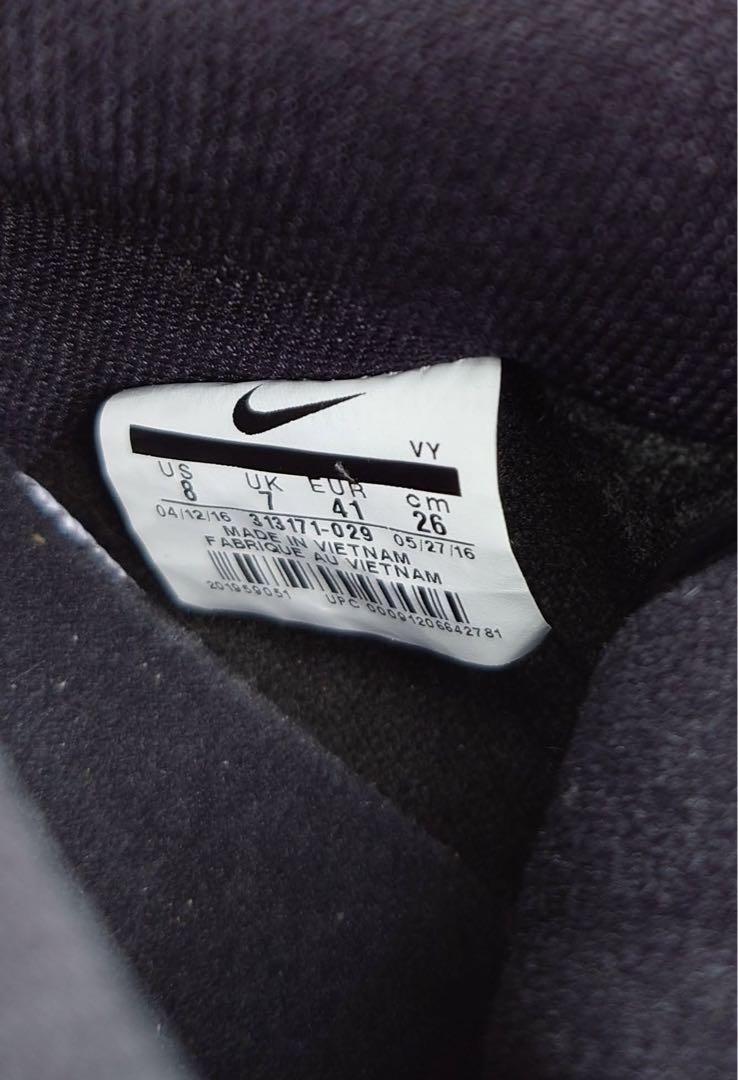 VY
US UK EUR cm
8 7 41 26
04/12/16 313171-029 05/27/16
MADE IN VIETNAM
FABRIQUE AU VIETNAM
201959051 UPC 00091206642781